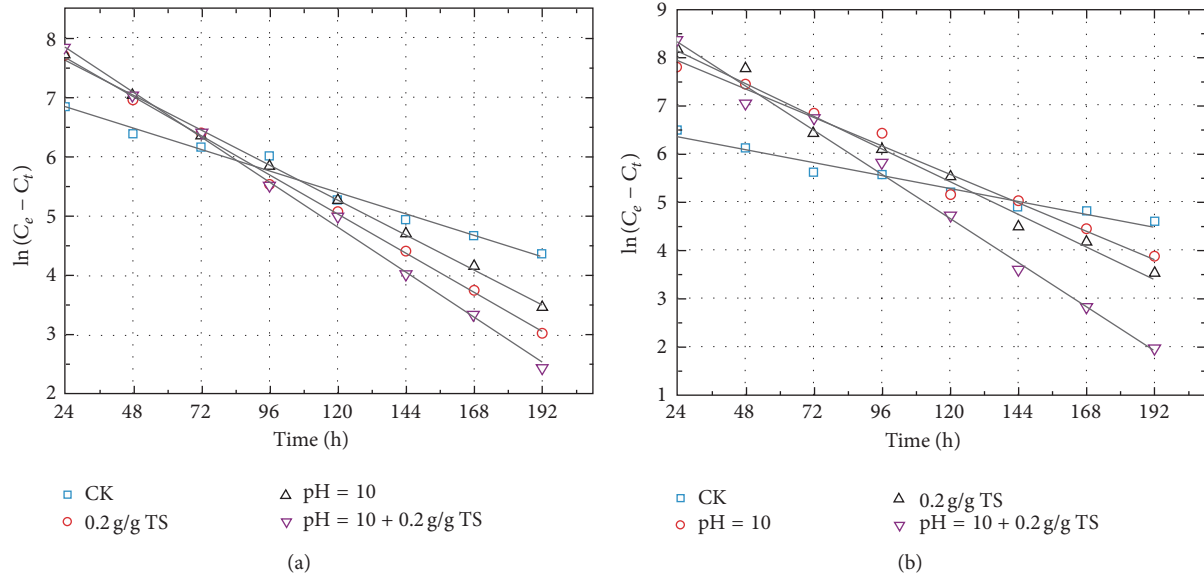 8
7
6
5
4
3
2
ln (Ce − Ct)
24 48 72 96 120 144 168 192
Time (h)
CK
0.2 g/g TS
pH = 10
pH = 10 + 0.2 g/g TS
(a)
9
8
7
6
5
4
3
2
1
ln (Ce − Ct)
24 48 72 96 120 144 168 192
Time (h)
CK
pH = 10
0.2 g/g TS
pH = 10 + 0.2 g/g TS
(b)